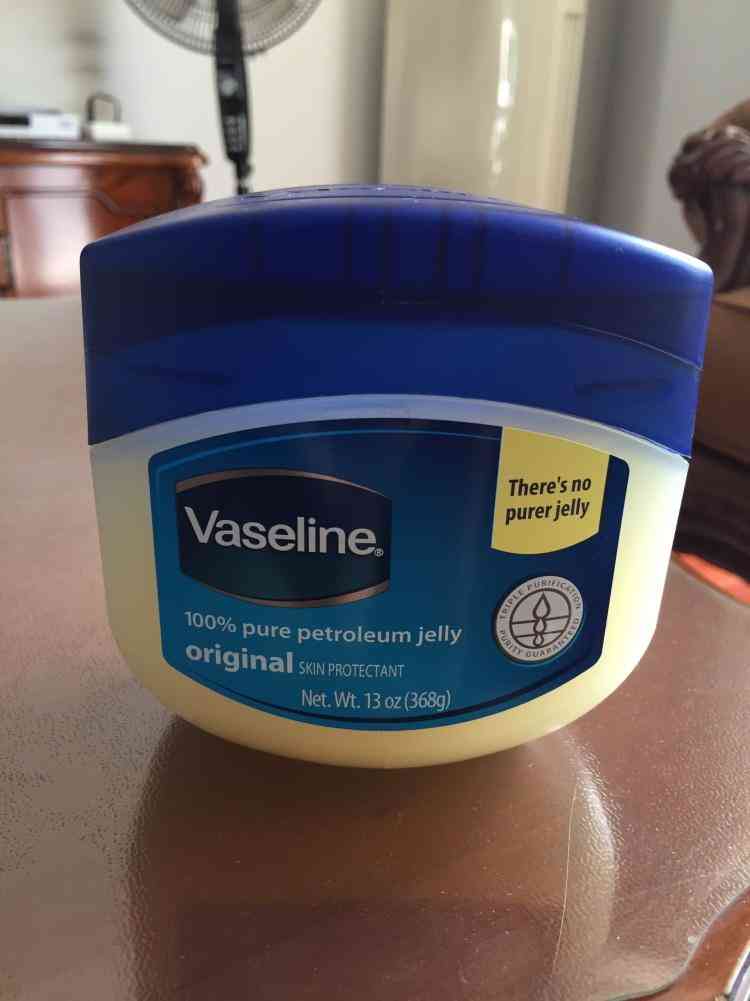 Vaseline®
There's no
purer jelly
100% pure petroleum jelly
original SKIN PROTECTANT
Net. Wt. 13 oz (368g)
TRIPLE PURIFICATION
PURITY GUARANTEED